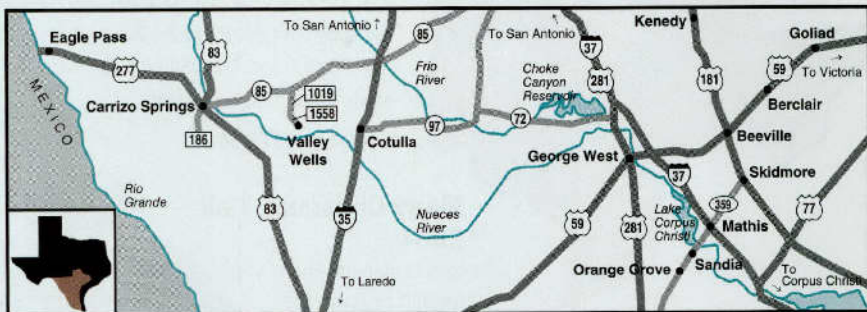 To San Antonio ↑
85
To San Antonio
37
Kenedy
Goliad
Eagle Pass
83
281
59
277
Frio
River
Choke
Canyon
Reservoir
181
To Victoria
85
1019
Berclair
Carrizo Springs
1558
72
MEXICO
186
Valley
Wells
Cotulla
97
Beeville
George West
Skidmore
37
Rio
Grande
83
Nueces
River
359
77
35
59
281
Lake
Corpus
Christi
Mathis
To Laredo
Orange Grove
Sandia
To
Corpus Christi